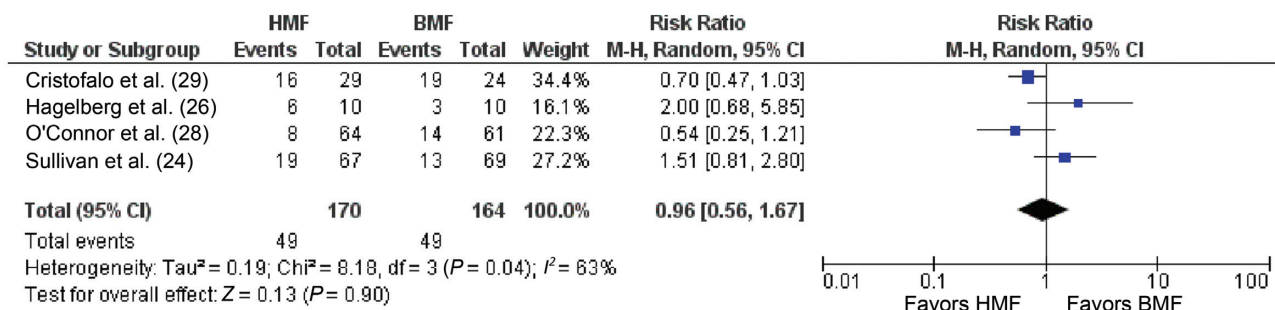 HMF BMF Risk Ratio Risk Ratio
Study or Subgroup Events Total Events Total Weight M-H, Random, 95% CI M-H, Random, 95% CI
Cristofalo et al. (29) 16 29 19 24 34.4% 0.70 [0.47, 1.03]
Hagelberg et al. (26) 6 10 3 10 16.1% 2.00 [0.68, 5.85]
O'Connor et al. (28) 8 64 14 61 22.3% 0.54 [0.25, 1.21]
Sullivan et al. (24) 19 67 13 69 27.2% 1.51 [0.81, 2.80]
Total (95% CI) 170 164 100.0% 0.96 [0.56, 1.67]
Total events 49 49
Heterogeneity: Tau² = 0.19; Chi² = 8.18, df = 3 (P = 0.04); I² = 63%
Test for overall effect: Z = 0.13 (P = 0.90)
0.01 0.1 1 10 100
Favors HMF Favors BMF